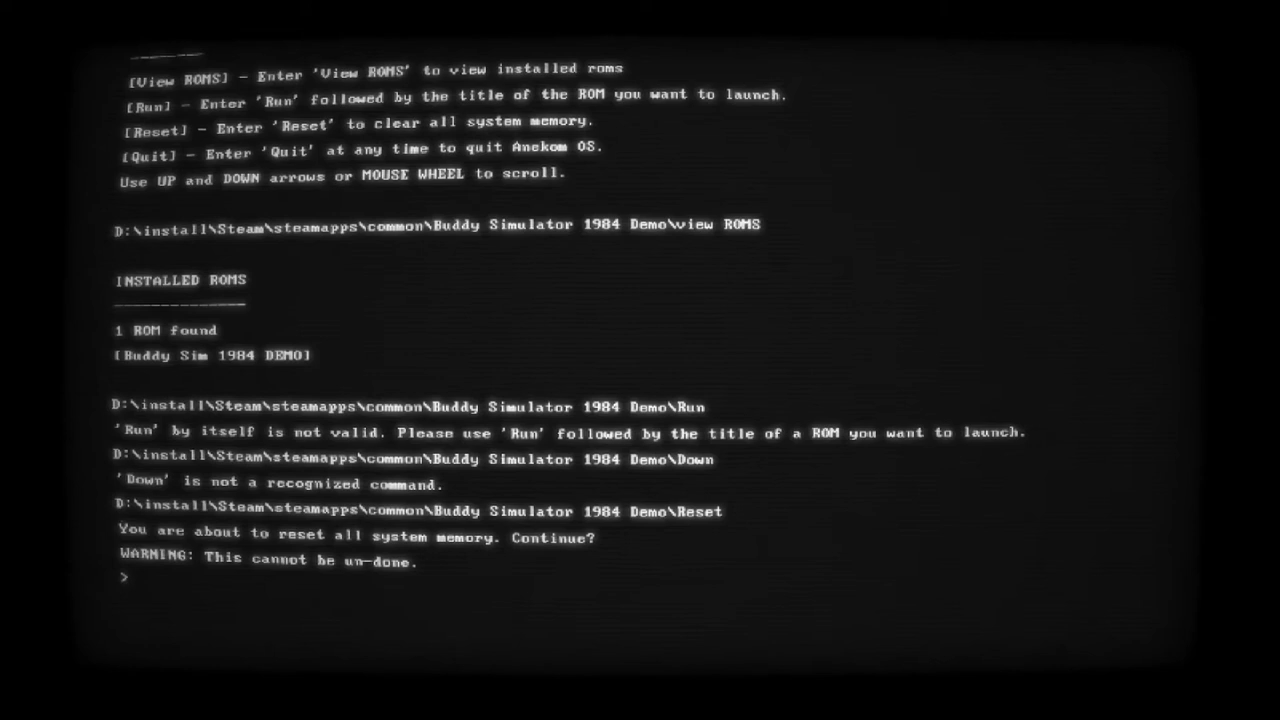 [View ROMS] - Enter 'View ROMS' to view installed roms
[Run] - Enter 'Run' followed by the title of the ROM you want to launch.
[Reset] - Enter 'Reset' to clear all system memory.
[Quit] - Enter 'Quit' at any time to quit Anekom OS.
Use UP and DOWN arrows or MOUSE WHEEL to scroll.
D:\install\Steam\steamapps\common\Buddy Simulator 1984 Demo\view ROMS
INSTALLED ROMS
1 ROM found
[Buddy Sim 1984 DEMO]
D:\install\Steam\steamapps\common\Buddy Simulator 1984 Demo\Run
'Run' by itself is not valid. Please use 'Run' followed by the title of a ROM you want to launch.
D:\install\Steam\steamapps\common\Buddy Simulator 1984 Demo\Down
'Down' is not a recognized command.
D:\install\Steam\steamapps\common\Buddy Simulator 1984 Demo\Reset
You are about to reset all system memory. Continue?
WARNING: This cannot be un-done.
>